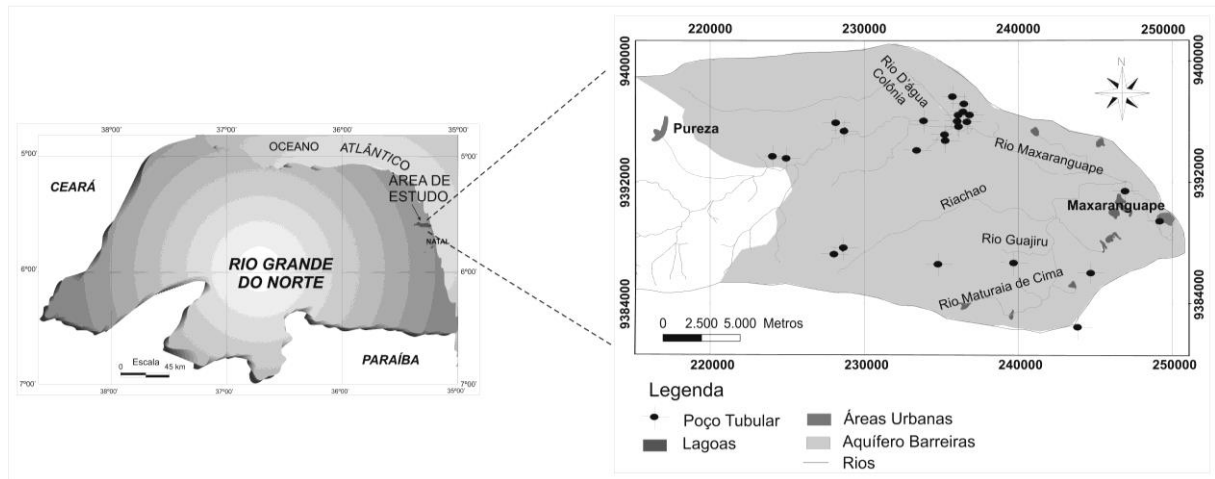 38°00' 37°00' 36°00' 35°00'
5°00' 5°00'
OCEANO ATLÂNTICO
CEARÁ
ÁREA DE
ESTUDO
NATAL
RIO GRANDE
DO NORTE
6°00' 6°00'
Escala
0 45 km
PARAÍBA
7°00' 7°00'
38°00' 37°00' 36°00' 35°00'
220000 230000 240000 250000
9400000 9400000
N
Rio D'água
Colônia
Pureza
Rio Maxaranguape
9392000 9392000
Riachao
Maxaranguape
Rio Guajiru
Rio Maturaia de Cima
9384000 9384000
0 2.500 5.000 Metros
220000 230000 240000 250000
Legenda
Poço Tubular
Áreas Urbanas
Lagoas
Aquífero Barreiras
Rios